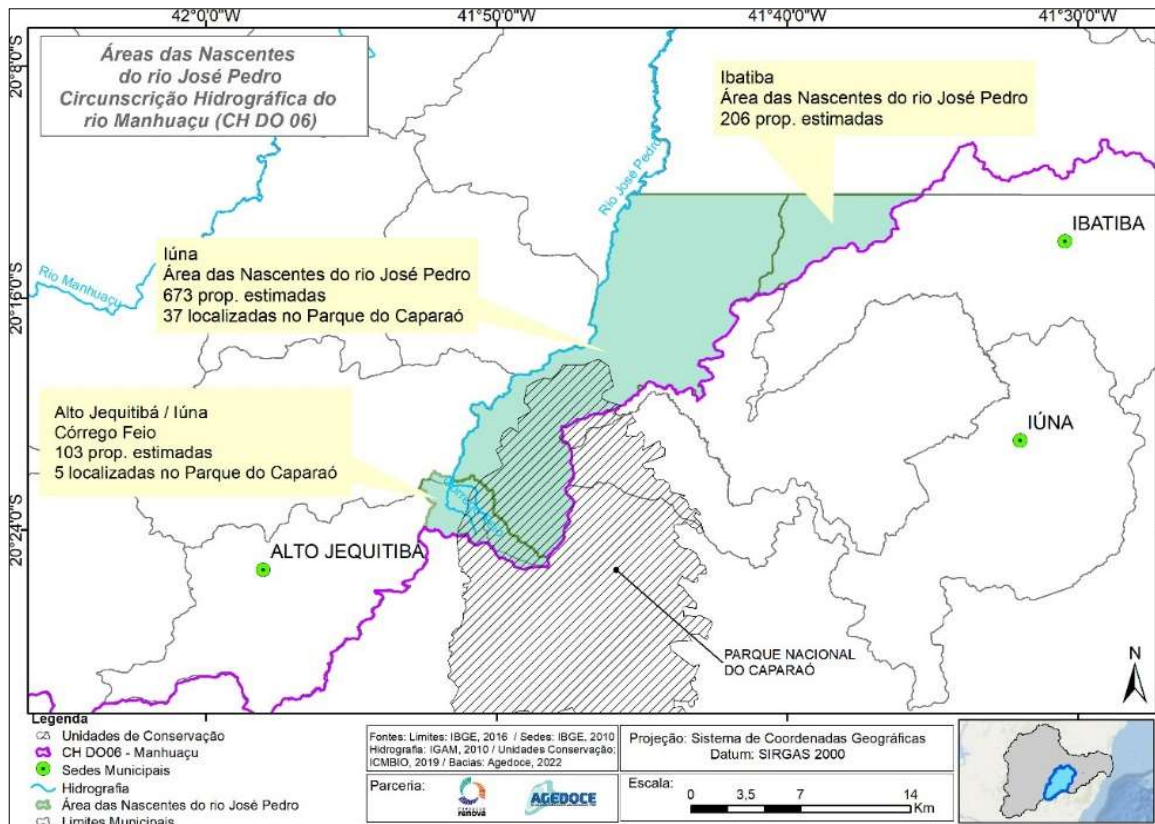 42°0'0"W
41°50'0"W
41°40'0"W
41°30'0"W
20°8'0"S
20°16'0"S
20°24'0"S
Áreas das Nascentes
do rio José Pedro
Circunscrição Hidrográfica do
rio Manhuaçu (CH DO 06)
Ibatiba
Área das Nascentes do rio José Pedro
206 prop. estimadas
Rio José Pedro
IBATIBA
Iúna
Área das Nascentes do rio José Pedro
673 prop. estimadas
37 localizadas no Parque do Caparaó
Rio Manhuaçu
Alto Jequitibá / Iúna
Córrego Feio
103 prop. estimadas
5 localizadas no Parque do Caparaó
IÚNA
ALTO JEQUITIBÁ
PARQUE NACIONAL
DO CAPARAÓ
N
Legenda
Unidades de Conservação
CH DO06 - Manhuaçu
Sedes Municipais
Hidrografia
Área das Nascentes do rio José Pedro
Limites Municipais
Fontes: Límites: IBGE, 2016 / Sedes: IBGE, 2010
Hidrografia: IGAM, 2010 / Unidades Conservação:
ICMBIO, 2019 / Bacias: Agedoce, 2022
Parceria:
renova
AGEDOCE
Projeção: Sistema de Coordenadas Geográficas
Datum: SIRGAS 2000
Escala:
0 3,5 7 14
Km